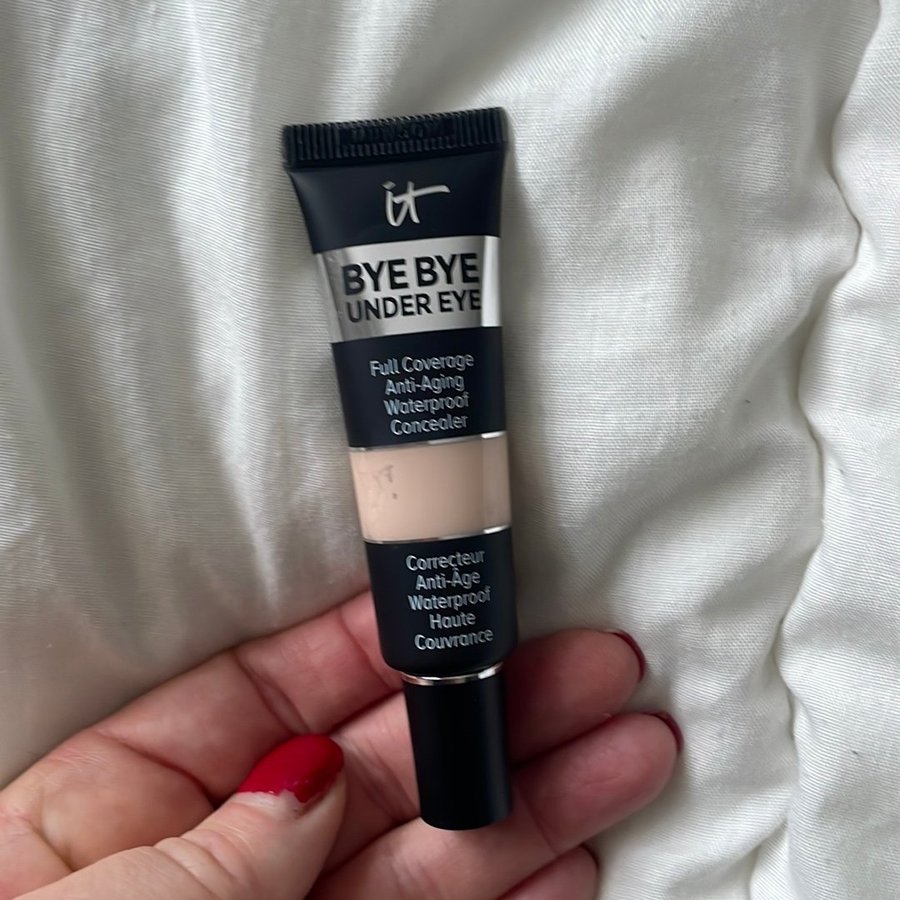 it
BYE BYE
UNDER EYE
Full Coverage
Anti-Aging
Waterproof
Concealer
Correcteur
Anti-Âge
Waterproof
Haute
Couvrance